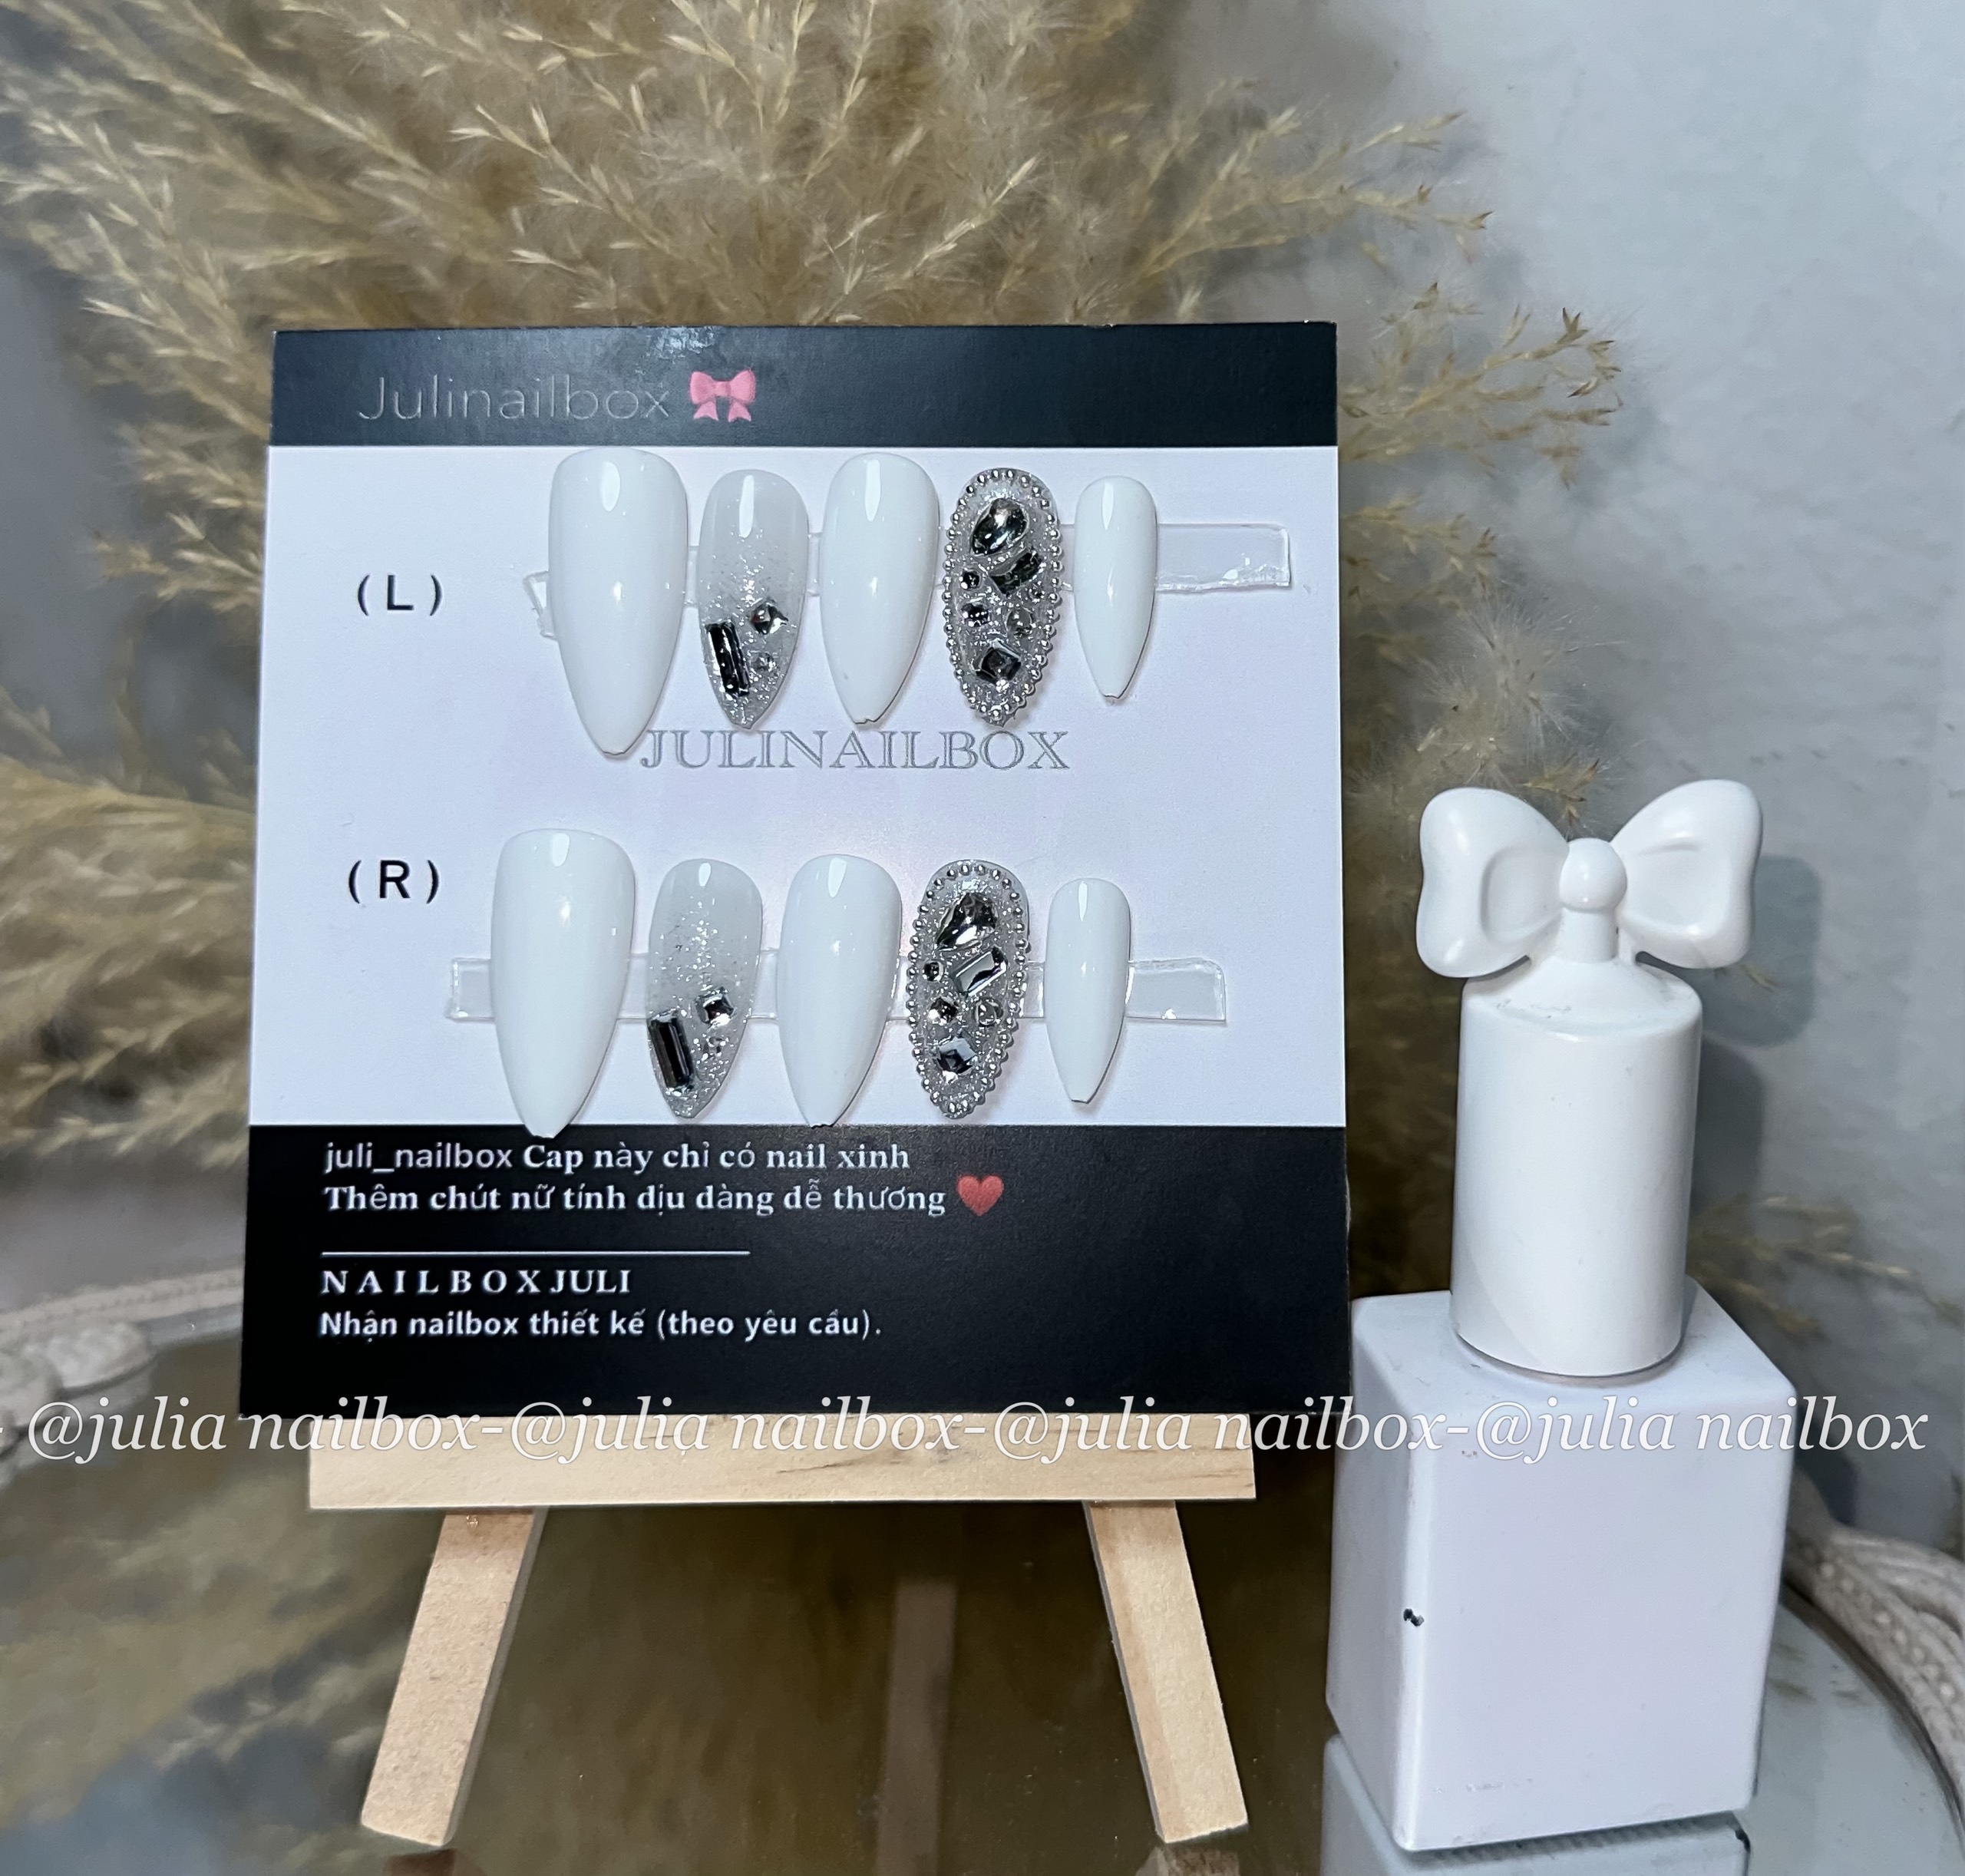 Julinailbox 🎀
(L)
JULINAILBOX
(R)
juli_nailbox Cap này chỉ có nail xinh
Thêm chút nữ tính dịu dàng dễ thương ❤️
N A I L B O X JULI
Nhận nailbox thiết kế (theo yêu cầu).
- @julia nailbox-@julia nailbox-@julia nailbox-@julia nailbox